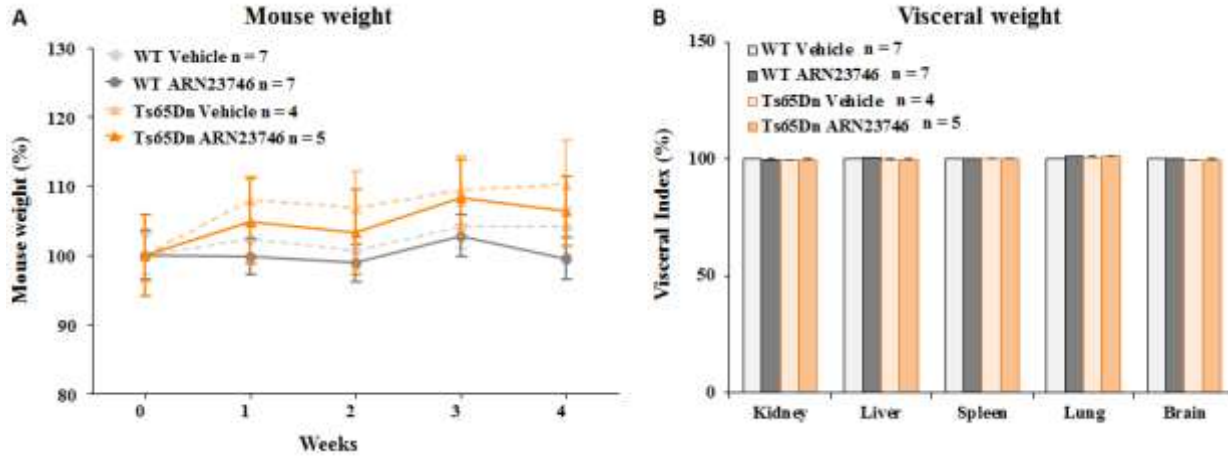 A
Mouse weight
Mouse weight (%)
130
120
110
100
90
80
WT Vehicle n = 7
WT ARN23746 n = 7
Ts65Dn Vehicle n = 4
Ts65Dn ARN23746 n = 5
0 1 2 3 4
Weeks
B
Visceral weight
Visceral Index (%)
150
100
50
0
WT Vehicle n = 7
WT ARN23746 n = 7
Ts65Dn Vehicle n = 4
Ts65Dn ARN23746 n = 5
Kidney Liver Spleen Lung Brain